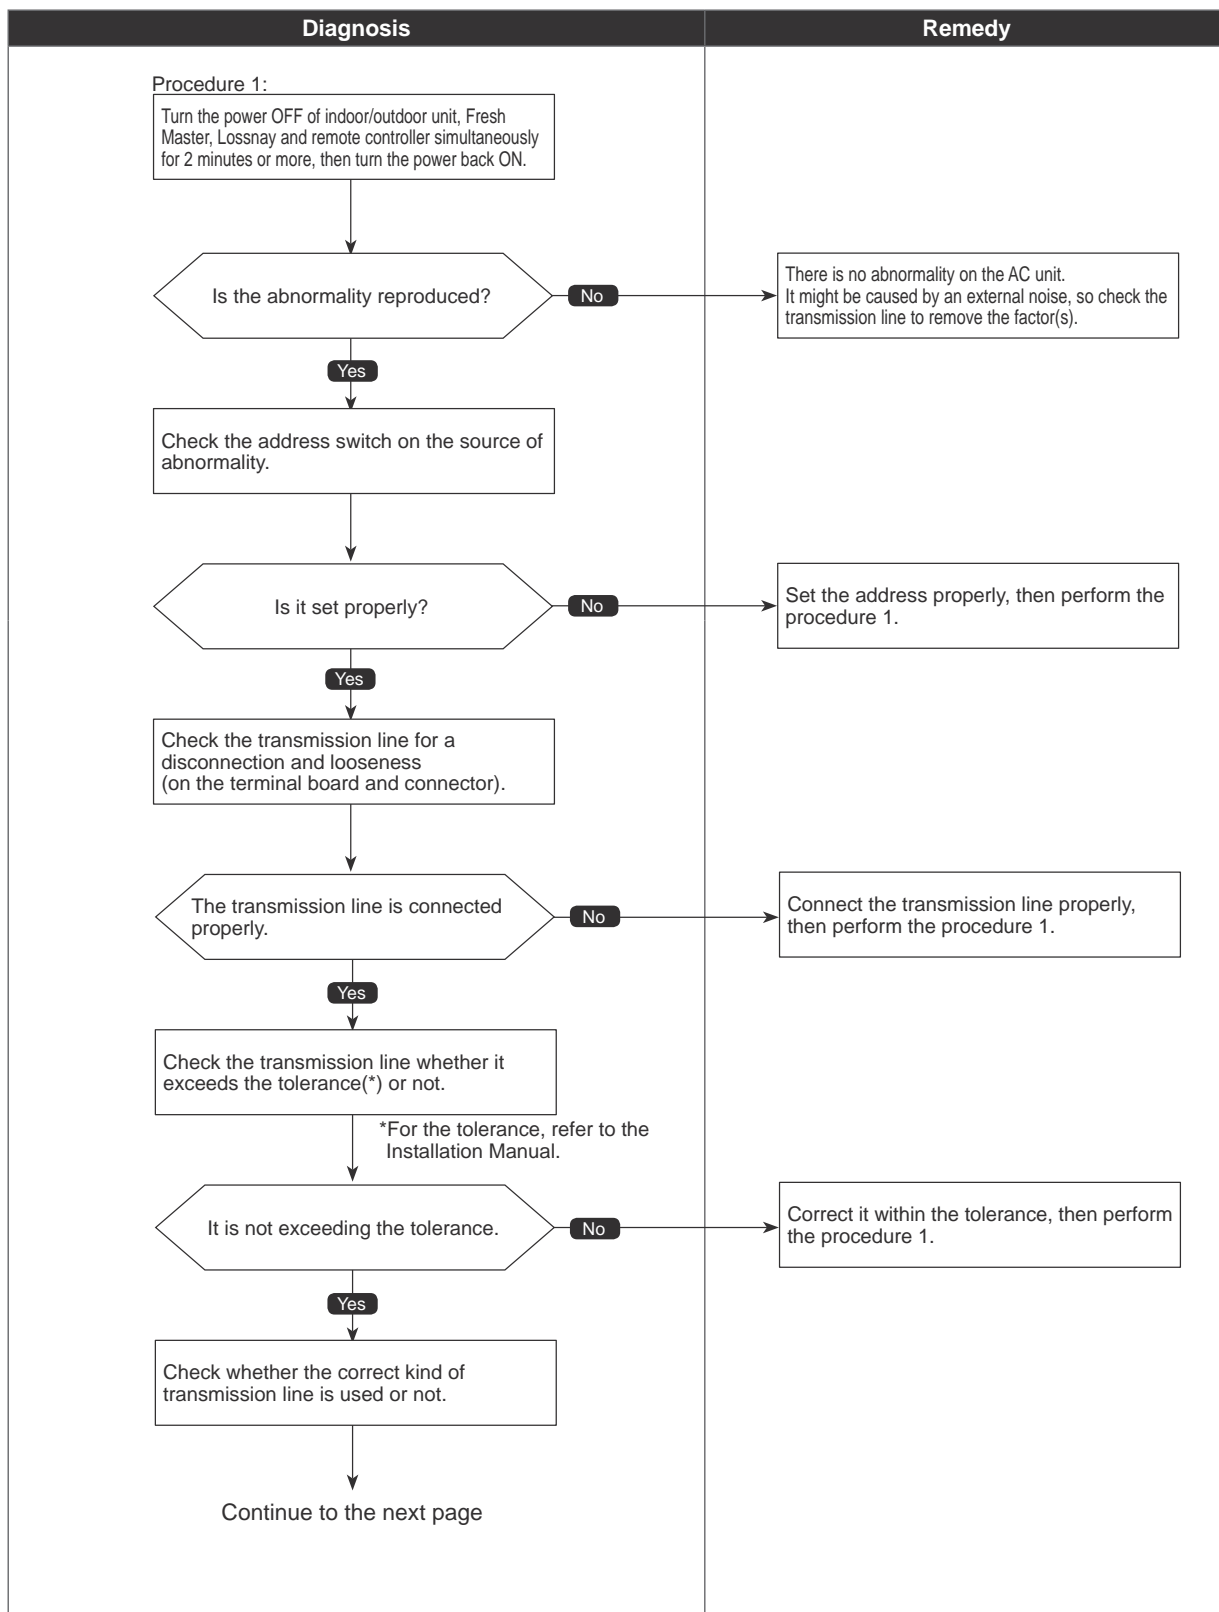 Diagnosis
Remedy
Procedure 1:
Turn the power OFF of indoor/outdoor unit, Fresh
Master, Lossnay and remote controller simultaneously
for 2 minutes or more, then turn the power back ON.
Is the abnormality reproduced?
No
There is no abnormality on the AC unit.
It might be caused by an external noise, so check the
transmission line to remove the factor(s).
Yes
Check the address switch on the source of
abnormality.
Is it set properly?
No
Set the address properly, then perform the
procedure 1.
Yes
Check the transmission line for a
disconnection and looseness
(on the terminal board and connector).
The transmission line is connected
properly.
No
Connect the transmission line properly,
then perform the procedure 1.
Yes
Check the transmission line whether it
exceeds the tolerance(*) or not.
*For the tolerance, refer to the
Installation Manual.
It is not exceeding the tolerance.
No
Correct it within the tolerance, then perform
the procedure 1.
Yes
Check whether the correct kind of
transmission line is used or not.
Continue to the next page